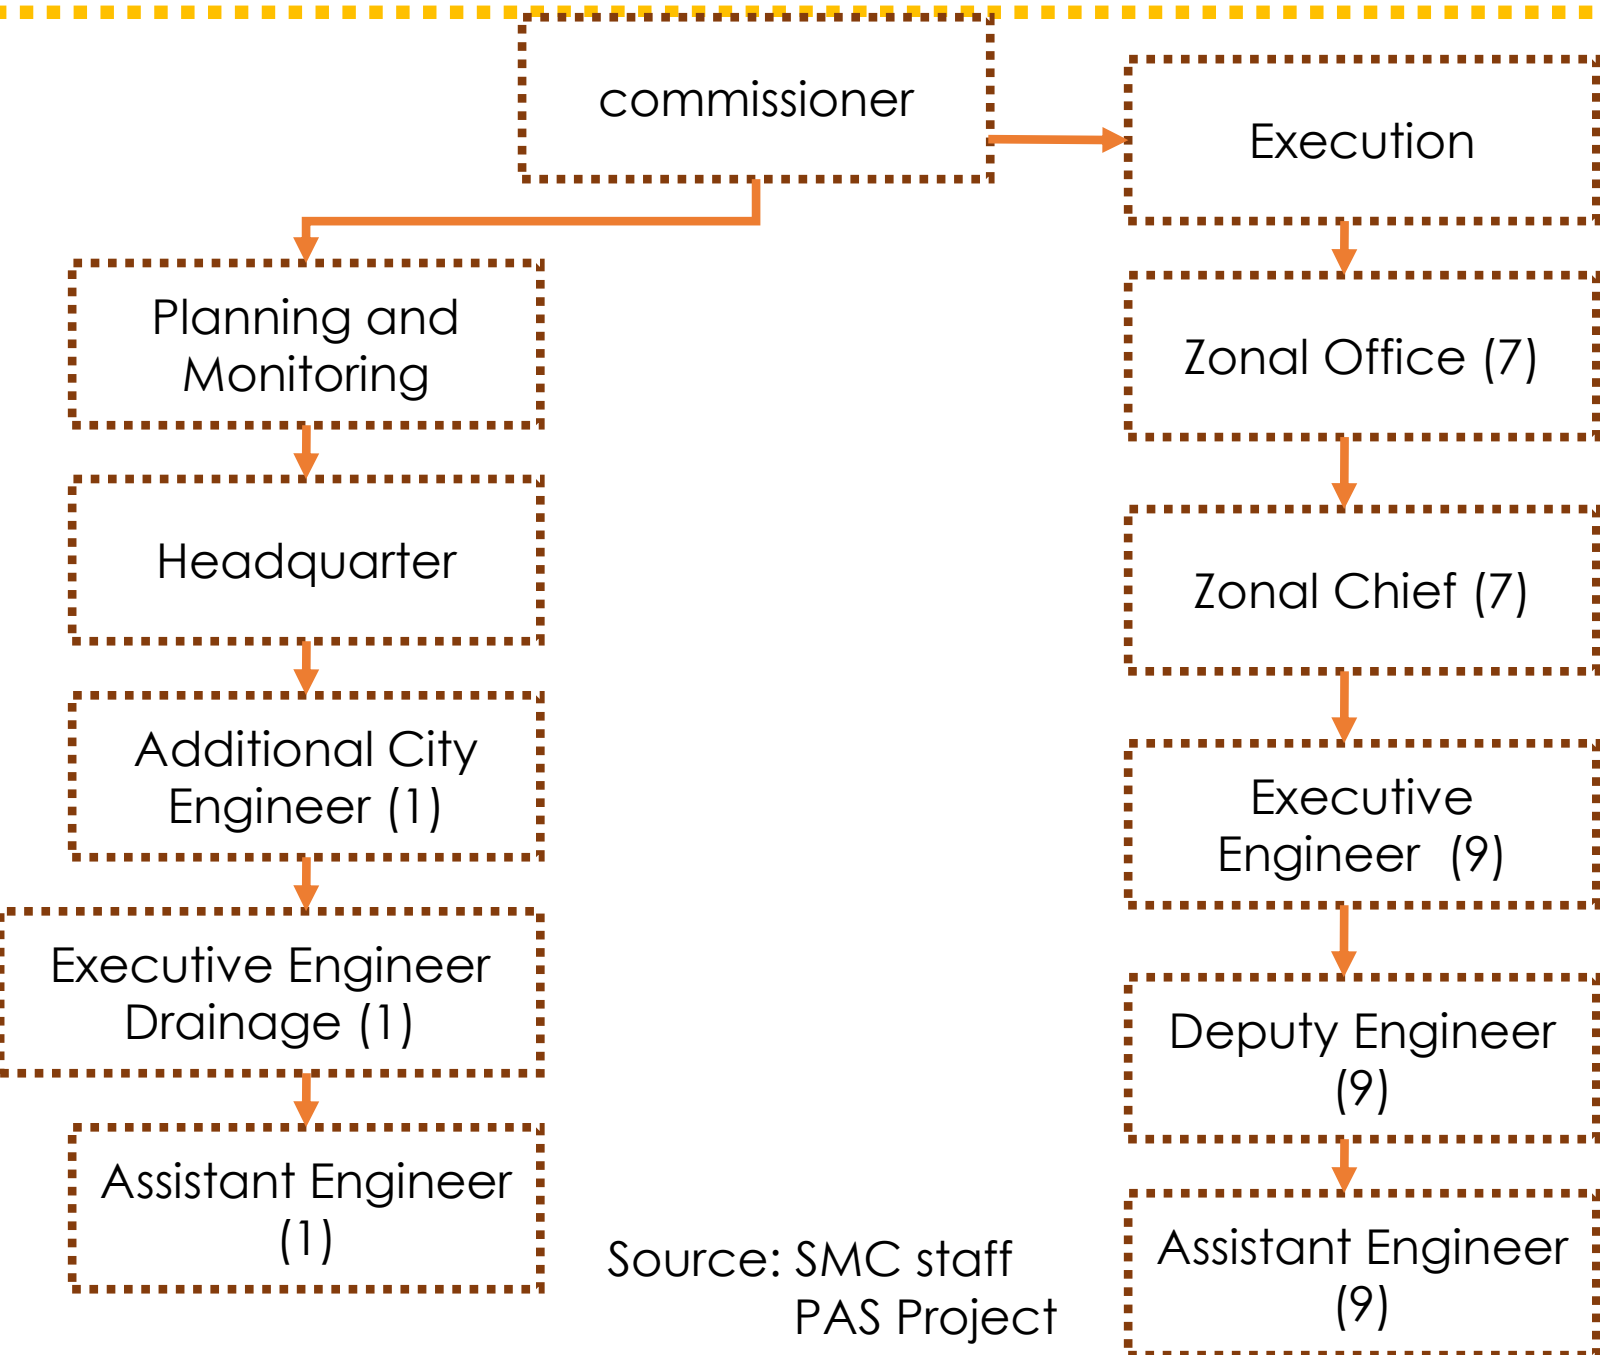 commissioner
Execution
Planning and
Monitoring
Zonal Office (7)
Headquarter
Zonal Chief (7)
Additional City
Engineer (1)
Executive
Engineer  (9)
Executive Engineer
Drainage (1)
Deputy Engineer
(9)
Assistant Engineer
(1)
Assistant Engineer
(9)
Source: SMC staff
PAS Project